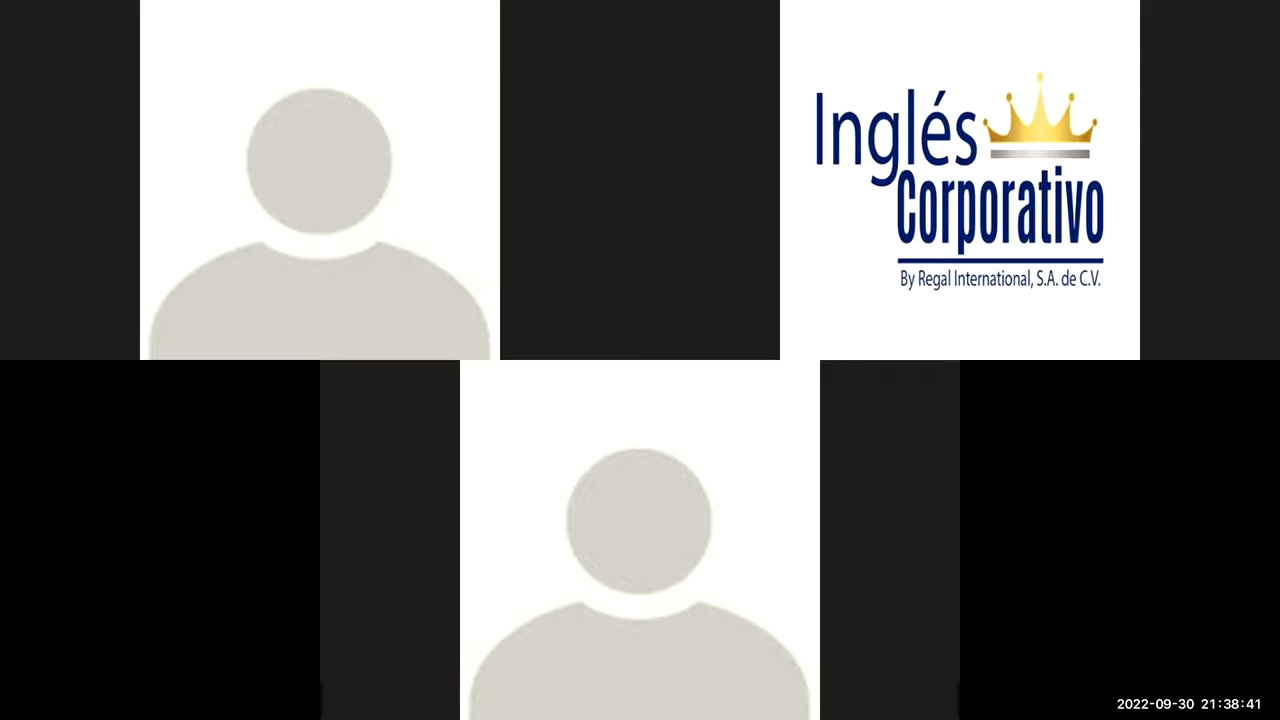 Inglés
Corporativo
By Regal International, S.A. de C.V.
2022-09-30 21:38:41